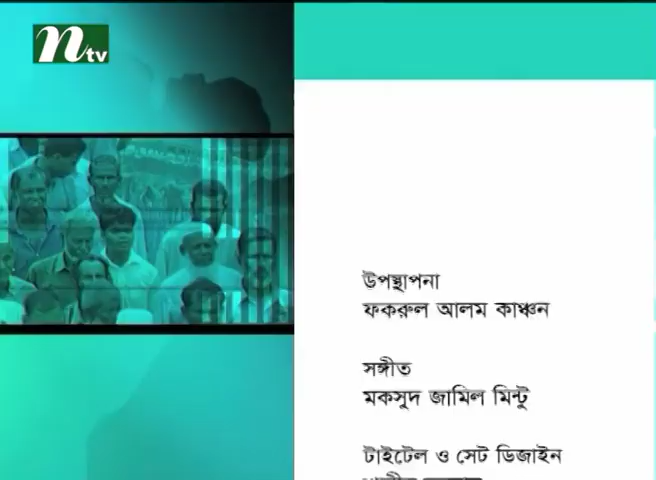 ntv
উপস্থাপনা
ফকরুল আলম কাঞ্চন
সঙ্গীত
মকসুদ জামিল মিন্টু
টাইটেল ও সেট ডিজাইন